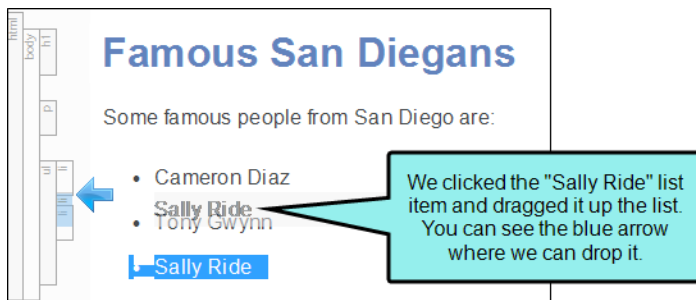 html
body
h1
Famous San Diegans
p
Some famous people from San Diego are:
ul
li
li
li
• Cameron Diaz
Sally Ride
• Tony Gwynn
• Sally Ride
We clicked the "Sally Ride" list
item and dragged it up the list.
You can see the blue arrow
where we can drop it.